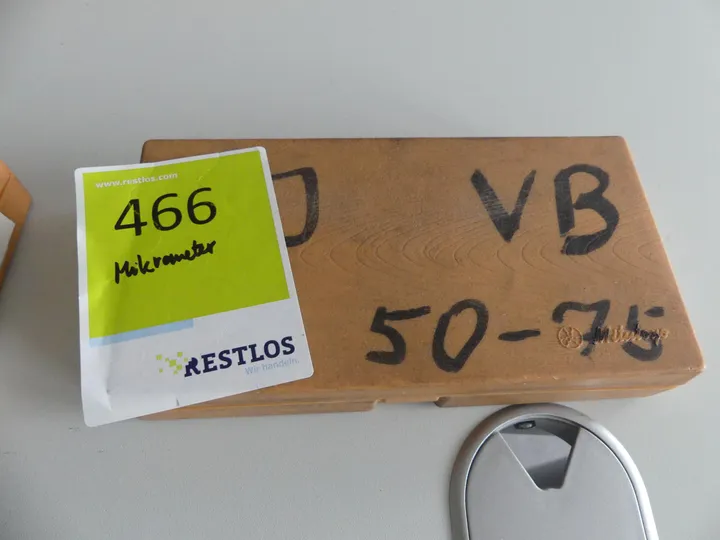 www.restlos.com
466
Mikrometer
RESTLOS
Wir handeln.
VB
50-75